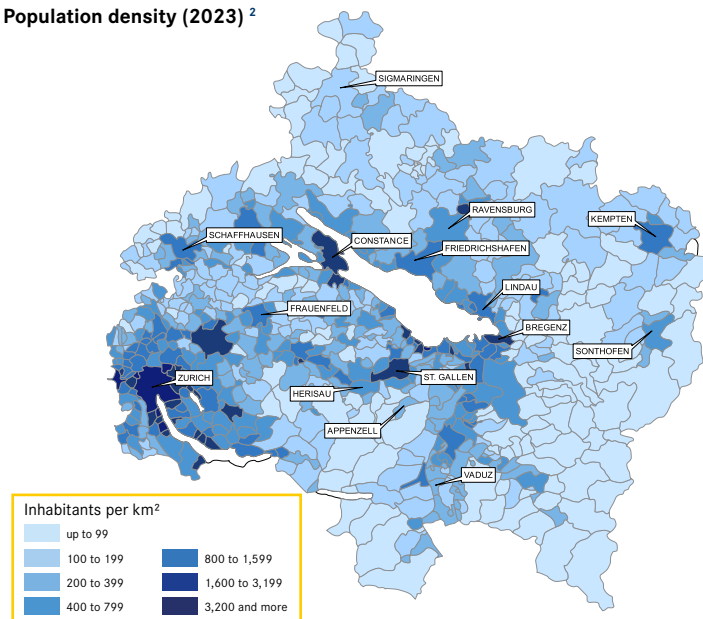 Population density (2023) 2
SIGMARINGEN
RAVENSBURG
KEMPTEN
SCHAFFHAUSEN
CONSTANCE
FRIEDRICHSHAFEN
LINDAU
FRAUENFELD
BREGENZ
SONTHOFEN
ZURICH
ST. GALLEN
HERISAU
APPENZELL
VADUZ
Inhabitants per km²
up to 99
100 to 199
800 to 1,599
200 to 399
1,600 to 3,199
400 to 799
3,200 and more